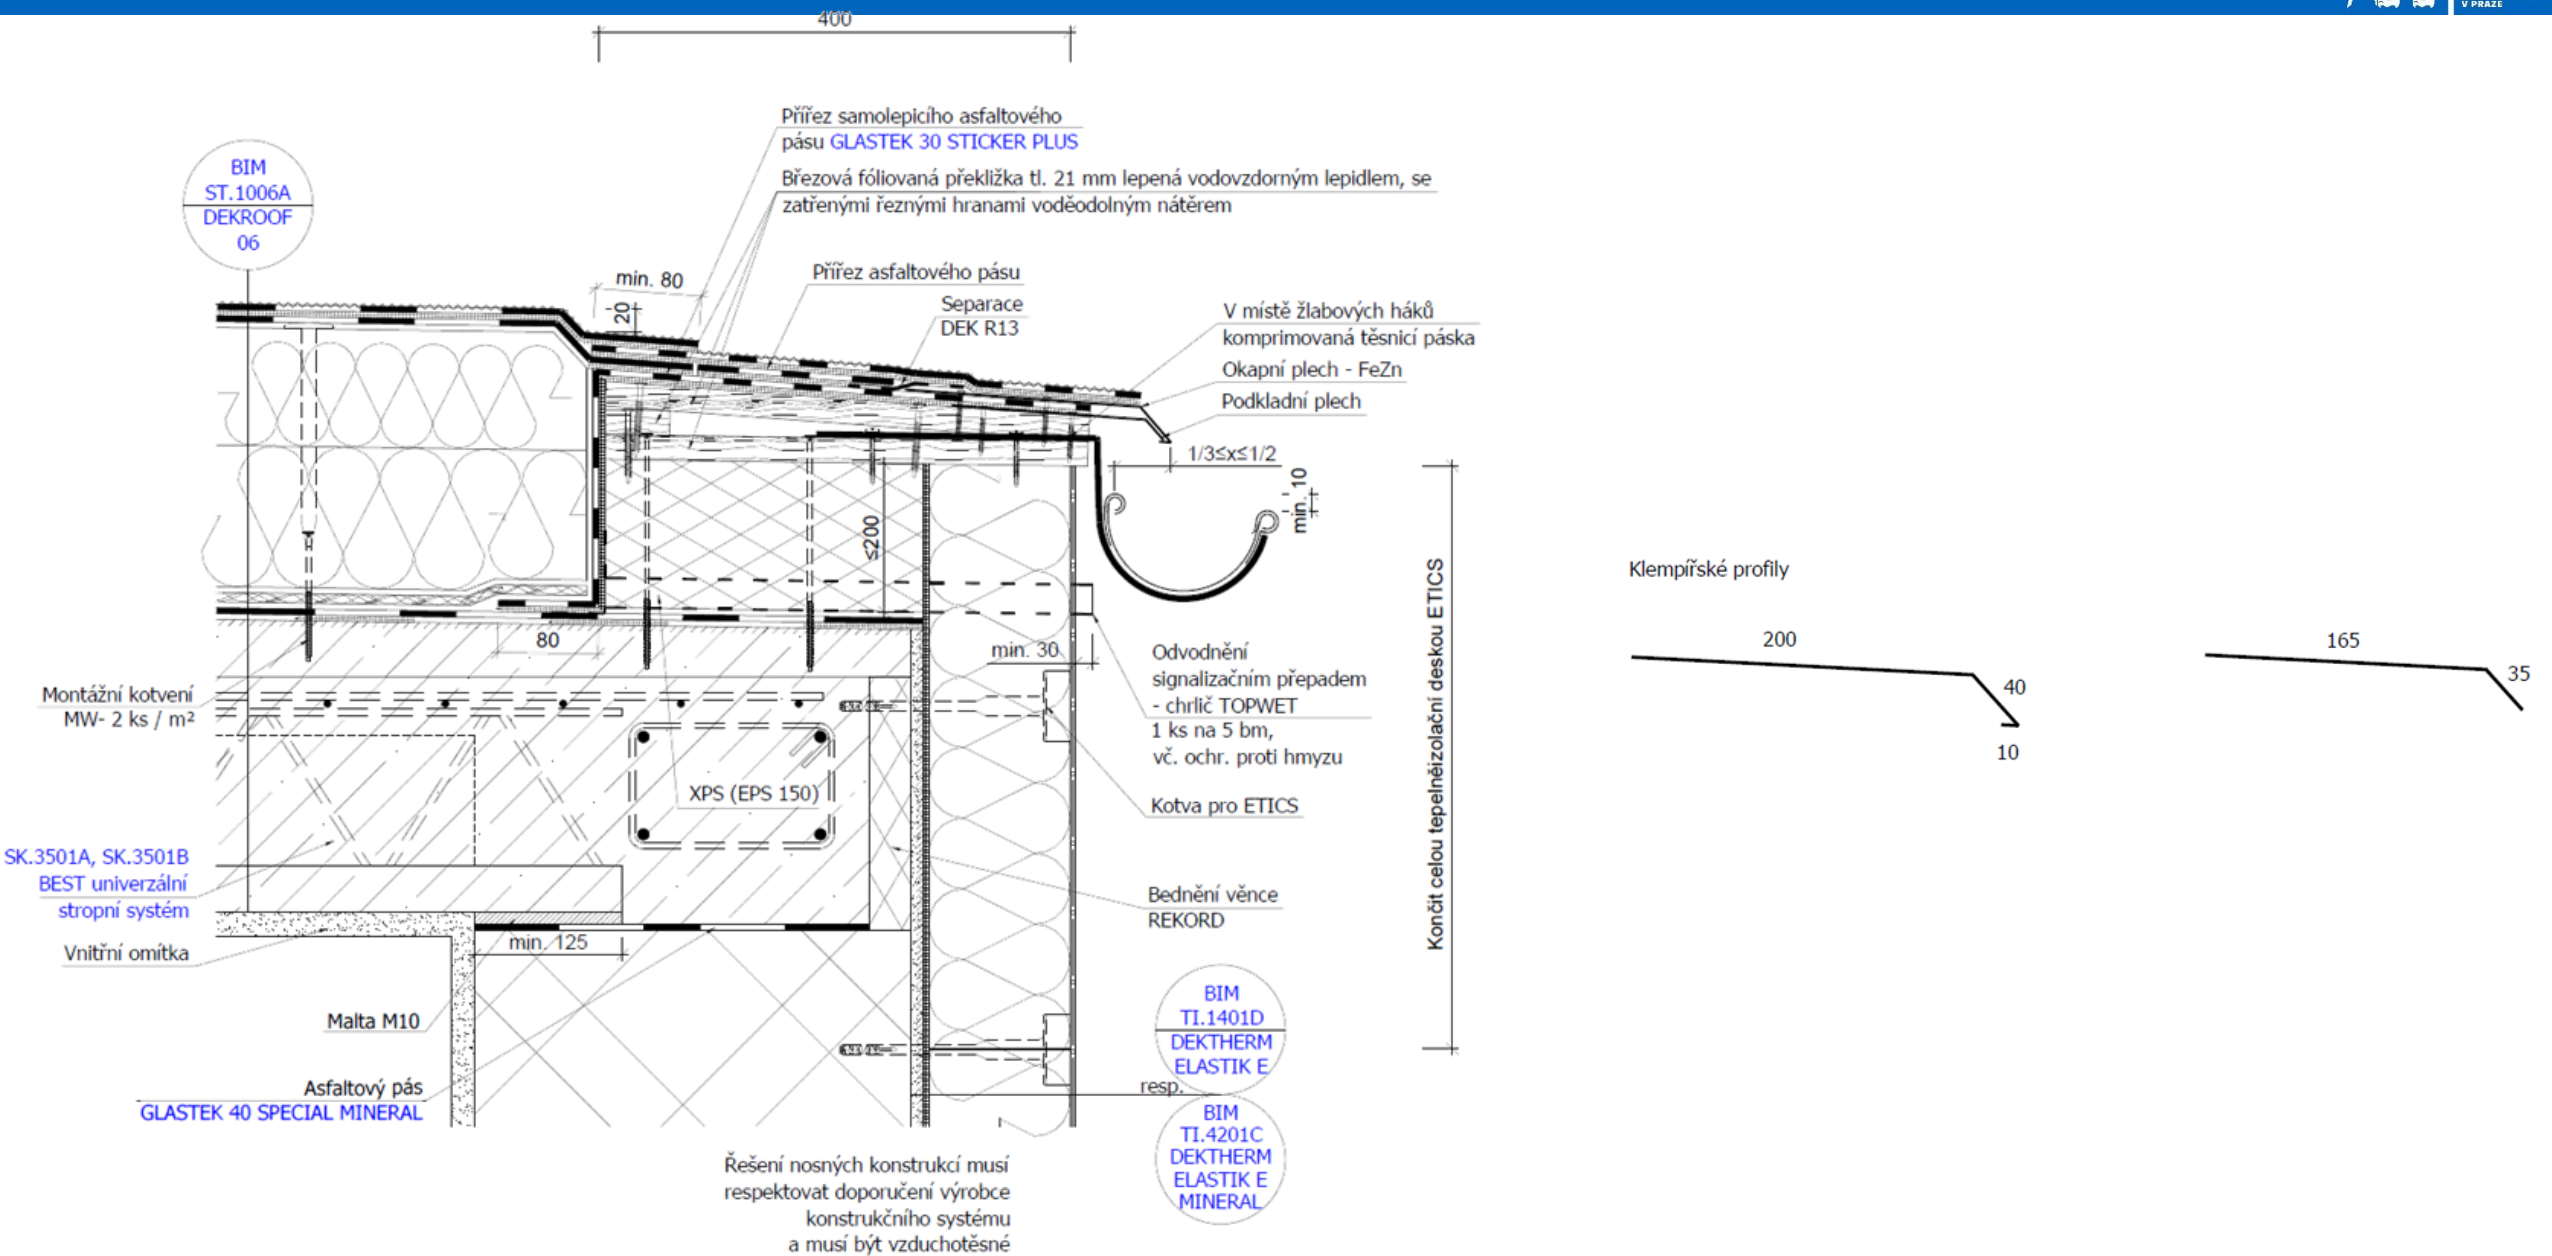 V PRAZE
400
Přířez samolepicího asfaltového
pásu GLASTEK 30 STICKER PLUS
Březová fóliovaná překližka tl. 21 mm lepená vodovzdorným lepidlem, se
zatřenými řeznými hranami voděodolným nátěrem
BIM
ST.1006A
DEKROOF
06
min. 80
20
Přířez asfaltového pásu
Separace
DEK R13
V místě žlabových háků
komprimovaná těsnicí páska
Okapní plech - FeZn
Podkladní plech
1/3≤x≤1/2
min. 10
≤200
Končit celou tepelněizolační deskou ETICS
Klempířské profily
200
40
10
165
35
80
min. 30
Odvodnění
signalizačním přepadem
- chrlič TOPWET
1 ks na 5 bm,
vč. ochr. proti hmyzu
Montážní kotvení
MW- 2 ks / m²
XPS (EPS 150)
Kotva pro ETICS
SK.3501A, SK.3501B
BEST univerzální
stropní systém
Bednění věnce
REKORD
Vnitřní omítka
min. 125
Malta M10
BIM
TI.1401D
DEKTHERM
ELASTIK E
Asfaltový pás
GLASTEK 40 SPECIAL MINERAL
resp.
BIM
TI.4201C
DEKTHERM
ELASTIK E
MINERAL
Řešení nosných konstrukcí musí
respektovat doporučení výrobce
konstrukčního systému
a musí být vzduchotěsné